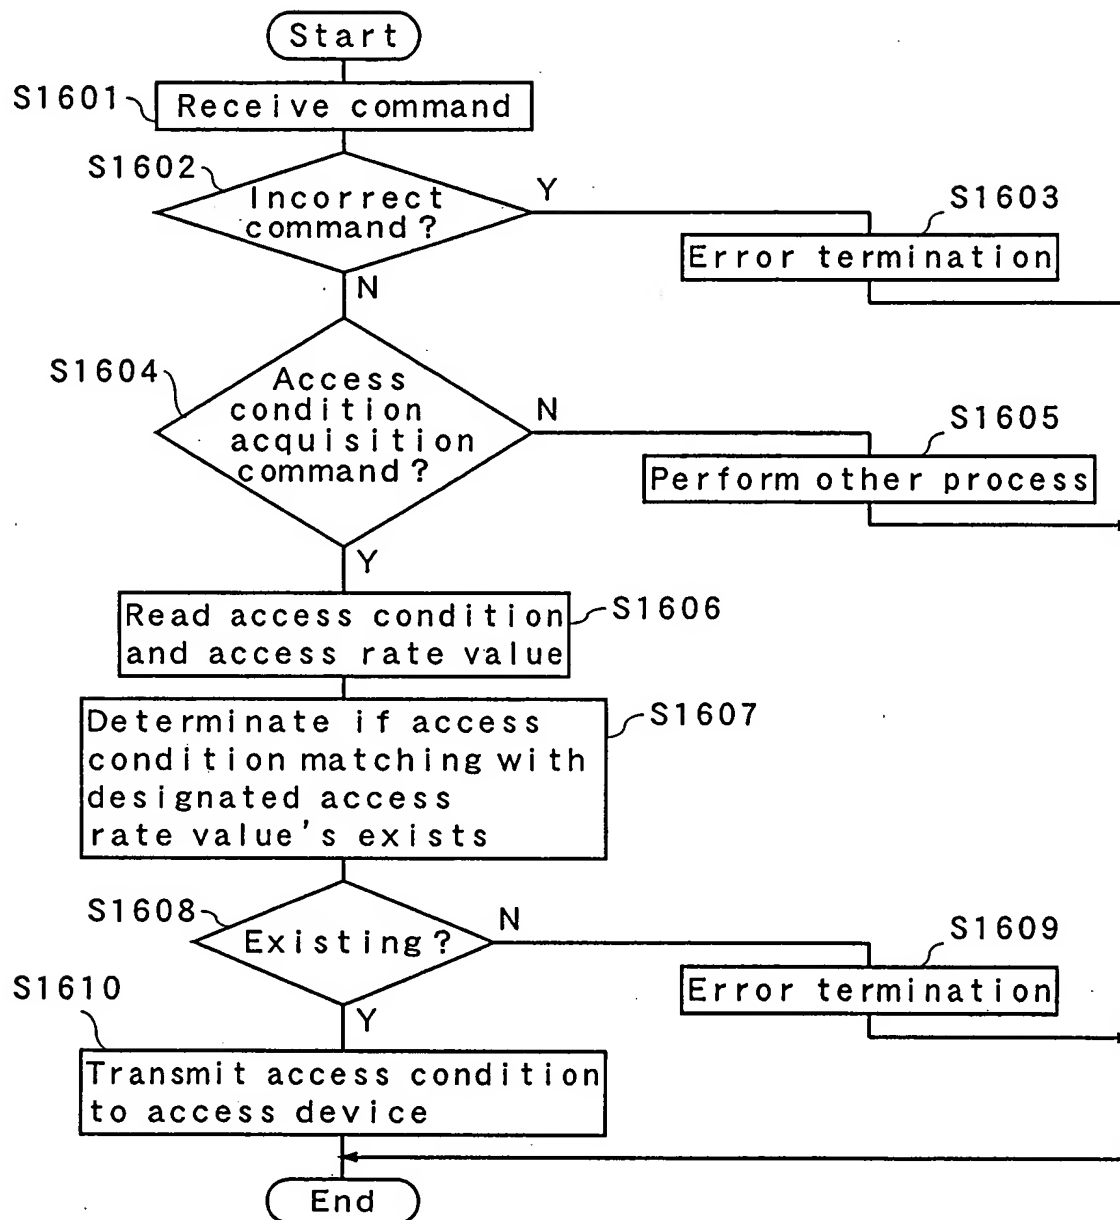 Start
S1601
Receive command
S1602
Incorrect
command?
Y
S1603
Error termination
N
S1604
Access
condition
acquisition
command?
N
S1605
Perform other process
Y
Read access condition
and access rate value
S1606
Determinate if access
condition matching with
designated access
rate value's exists
S1607
S1608
Existing?
N
S1609
Error termination
S1610
Y
Transmit access condition
to access device
End